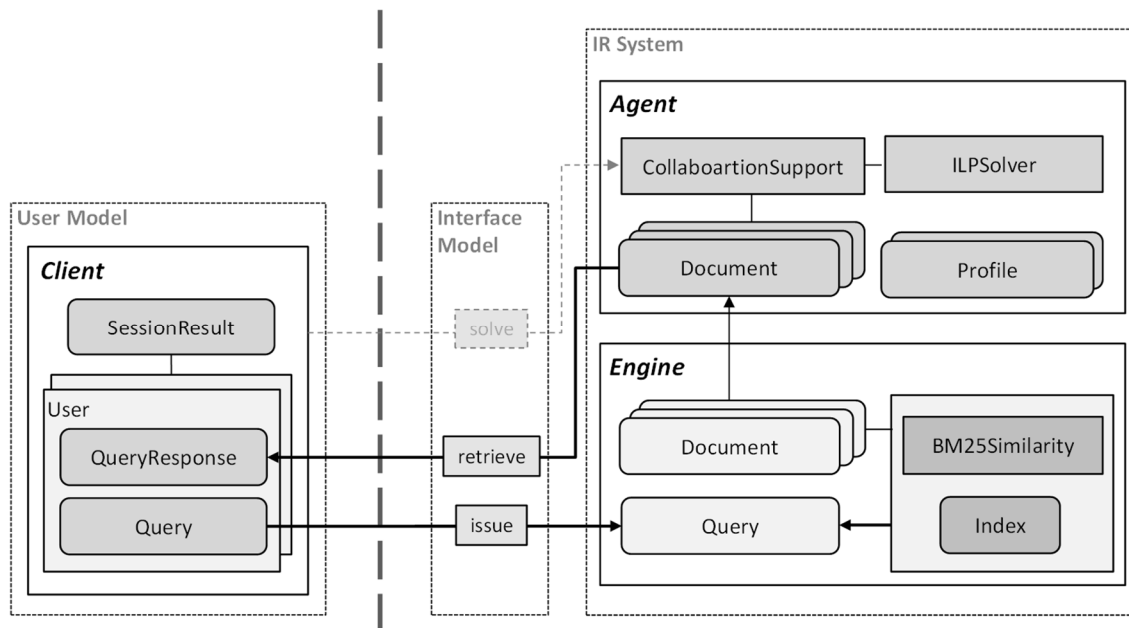 IR System
Agent
CollaboartionSupport
ILPSolver
Document
Profile
User Model
Client
SessionResult
User
QueryResponse
Query
Interface
Model
solve
retrieve
issue
Engine
Document
BM25Similarity
Query
Index